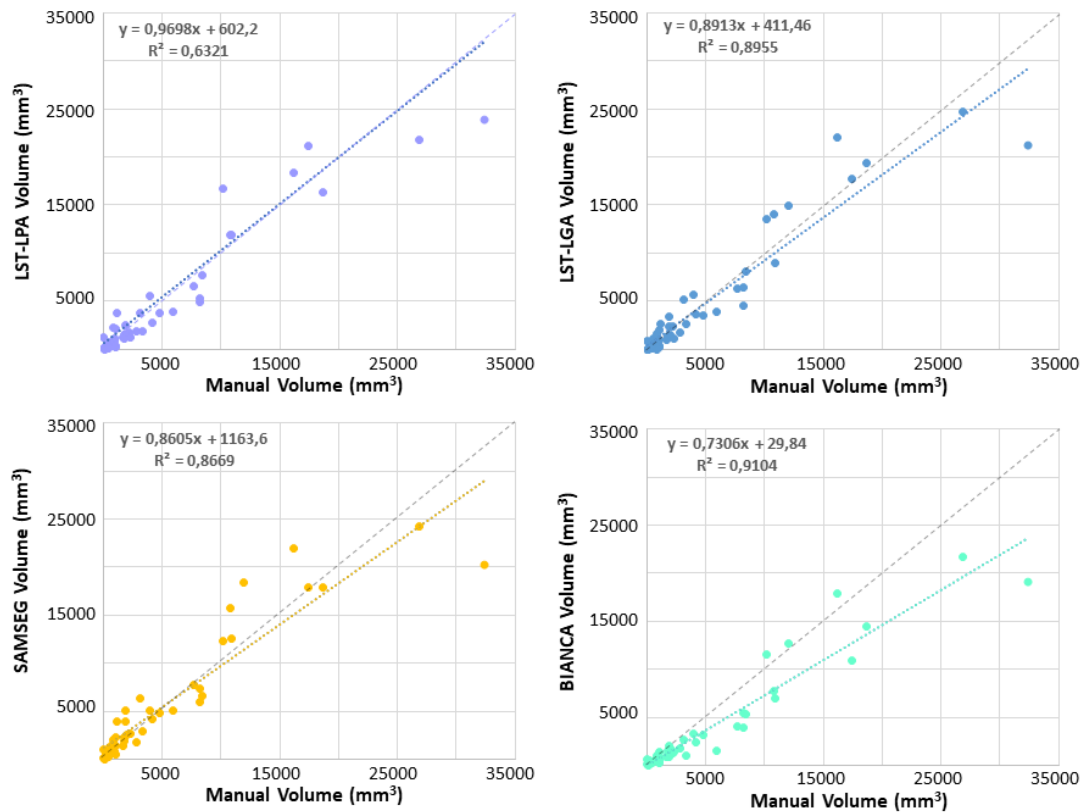 y = 0,9698x + 602,2
R² = 0,6321
LST-LPA Volume (mm³)
35000
25000
15000
5000
5000 15000 25000 35000
Manual Volume (mm³)
y = 0,8913x + 411,46
R² = 0,8955
LST-LGA Volume (mm³)
35000
25000
15000
5000
5000 15000 25000 35000
Manual Volume (mm³)
y = 0,8605x + 1163,6
R² = 0,8669
SAMSEG Volume (mm³)
35000
25000
15000
5000
5000 15000 25000 35000
Manual Volume (mm³)
y = 0,7306x + 29,84
R² = 0,9104
BIANCA Volume (mm³)
35000
25000
15000
5000
5000 15000 25000 35000
Manual Volume (mm³)